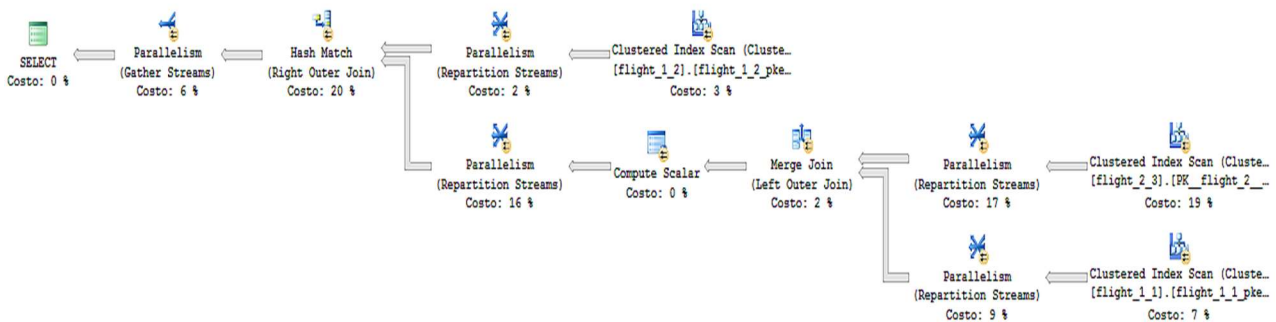 SELECT
Costo: 0 %
Parallelism
(Gather Streams)
Costo: 6 %
Hash Match
(Right Outer Join)
Costo: 20 %
Parallelism
(Repartition Streams)
Costo: 2 %
Clustered Index Scan (Cluste…
[flight_1_2].[flight_1_2_pke…
Costo: 3 %
Parallelism
(Repartition Streams)
Costo: 16 %
Compute Scalar
Costo: 0 %
Merge Join
(Left Outer Join)
Costo: 2 %
Parallelism
(Repartition Streams)
Costo: 17 %
Clustered Index Scan (Cluste…
[flight_2_3].[PK__flight_2__…
Costo: 19 %
Parallelism
(Repartition Streams)
Costo: 9 %
Clustered Index Scan (Cluste…
[flight_1_1].[flight_1_1_pke…
Costo: 7 %